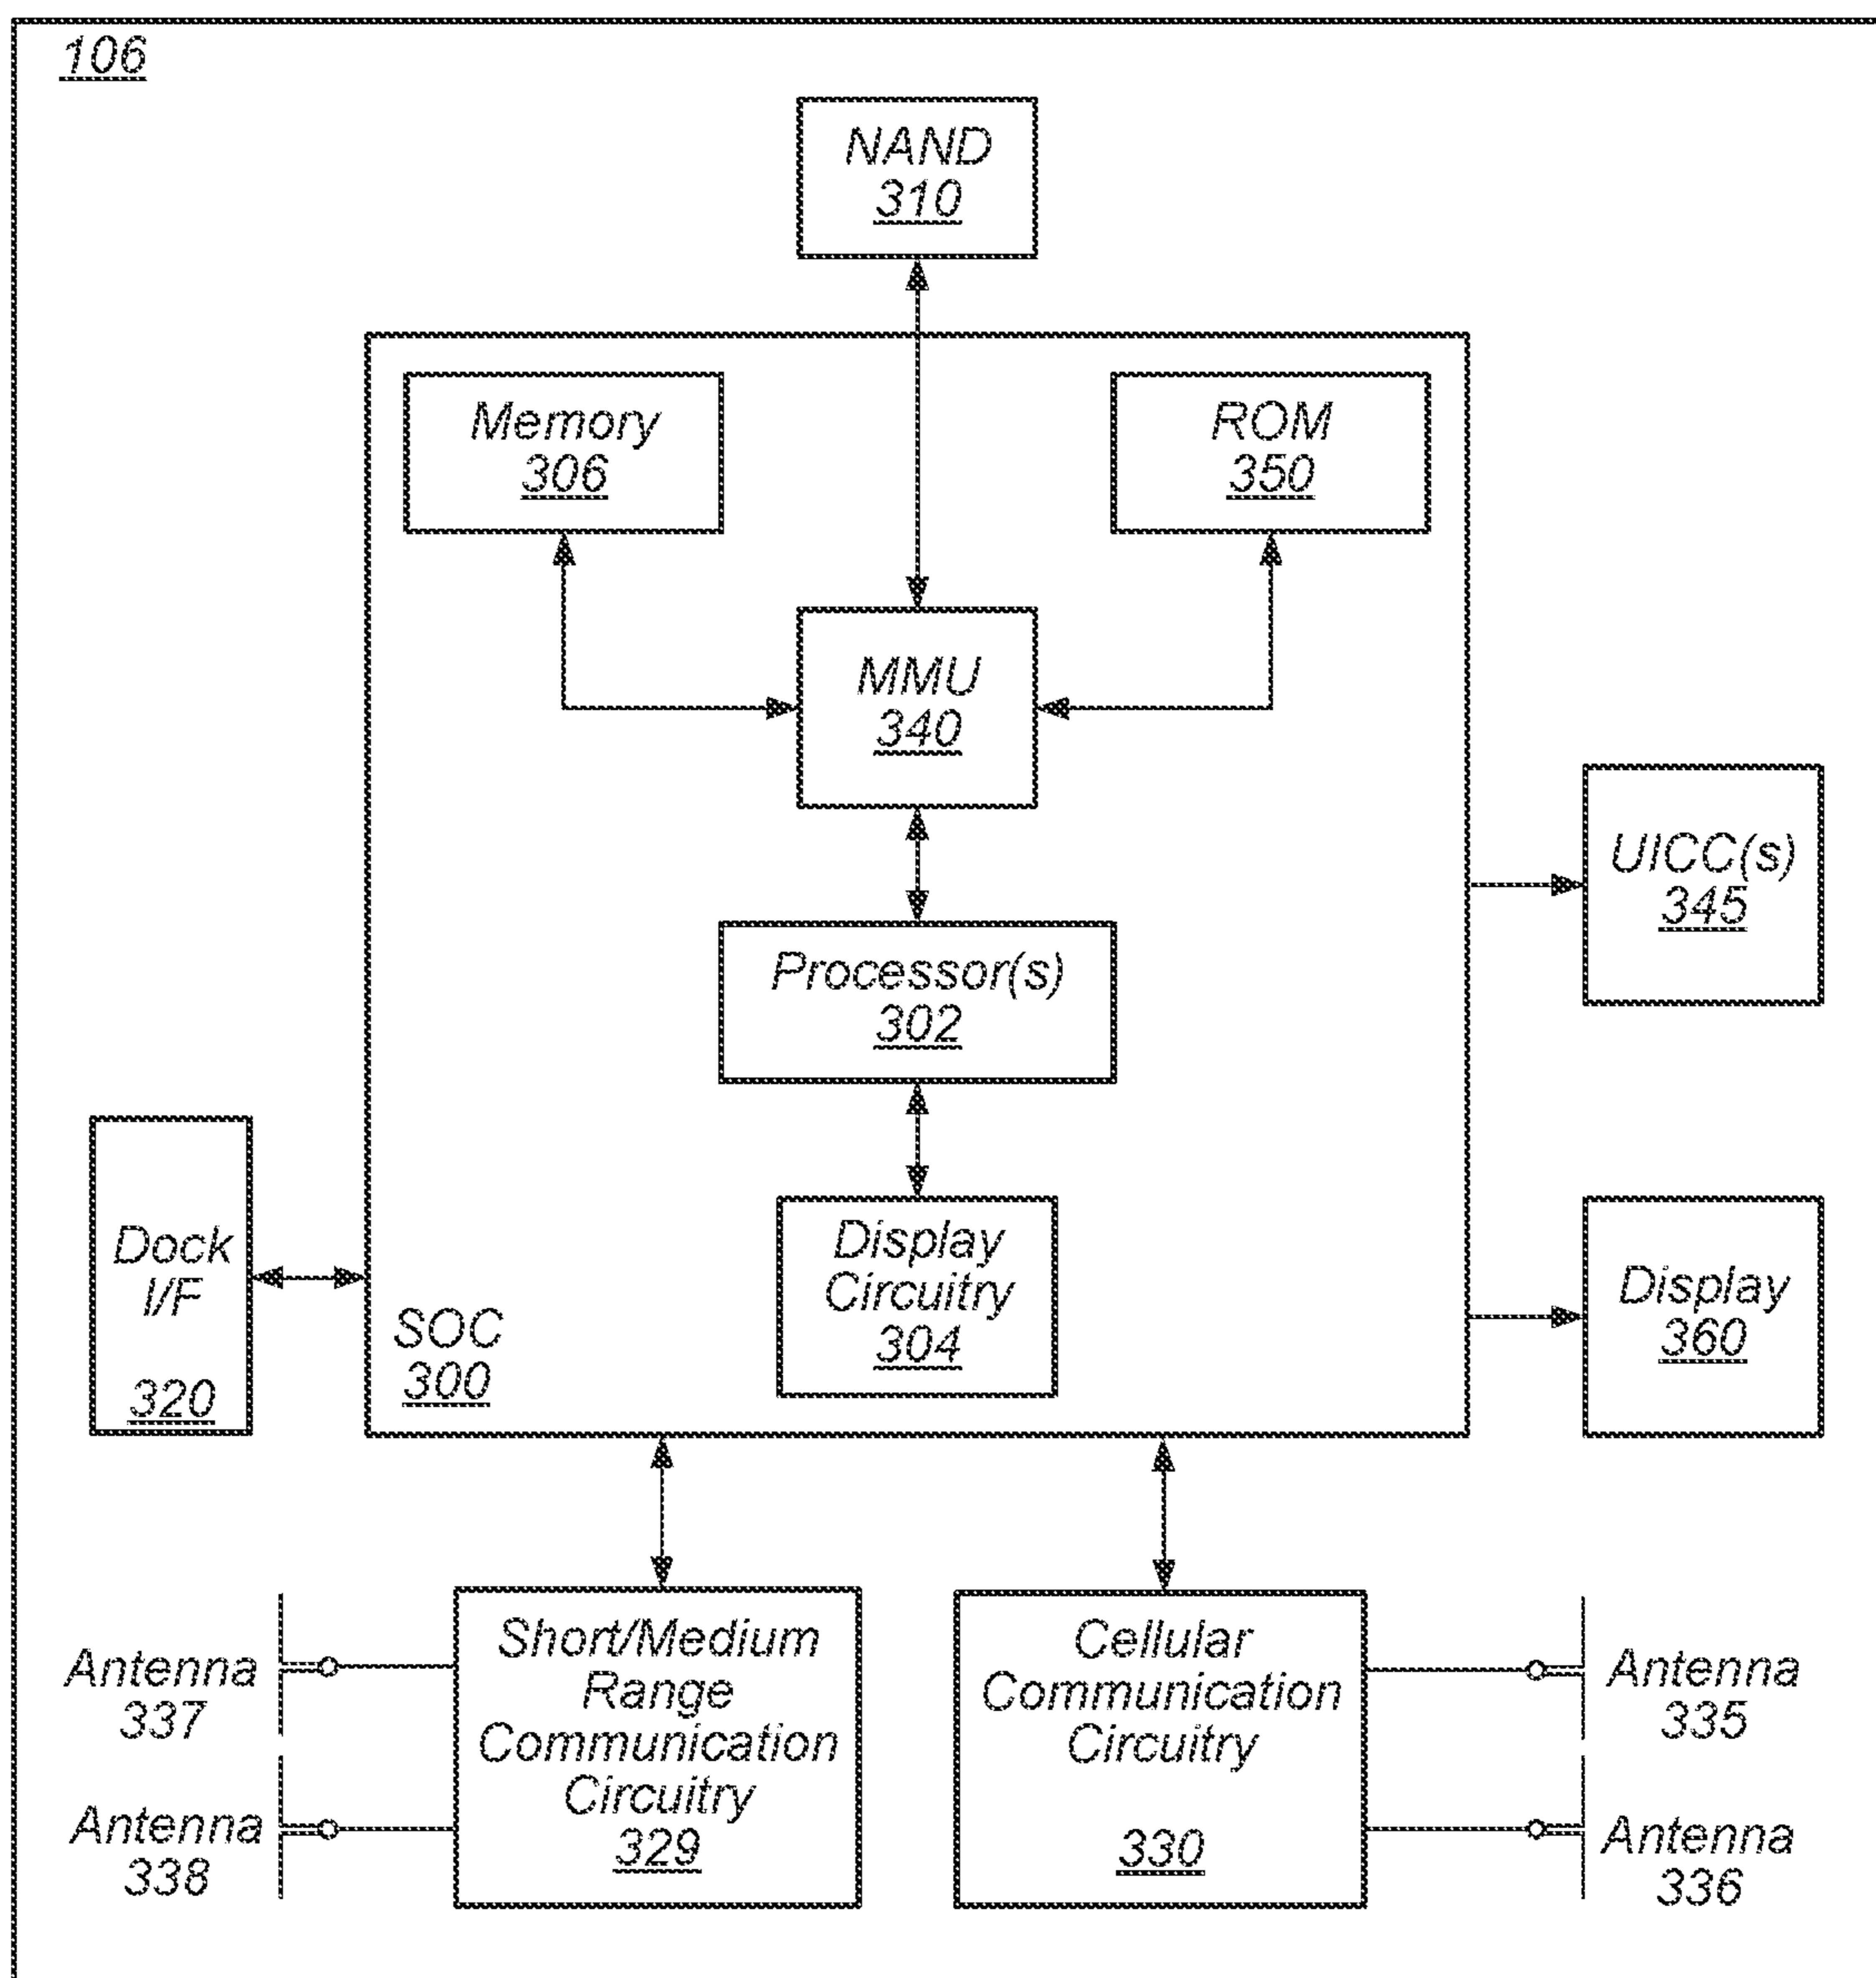 106
NAND
310
Memory
306
ROM
350
MMU
340
UICC(s)
345
Processor(s)
302
Dock
I/F
320
Display
Circuitry
304
SOC
300
Display
360
Antenna
337
Antenna
338
Short/Medium
Range
Communication
Circuitry
329
Cellular
Communication
Circuitry
330
Antenna
335
Antenna
336